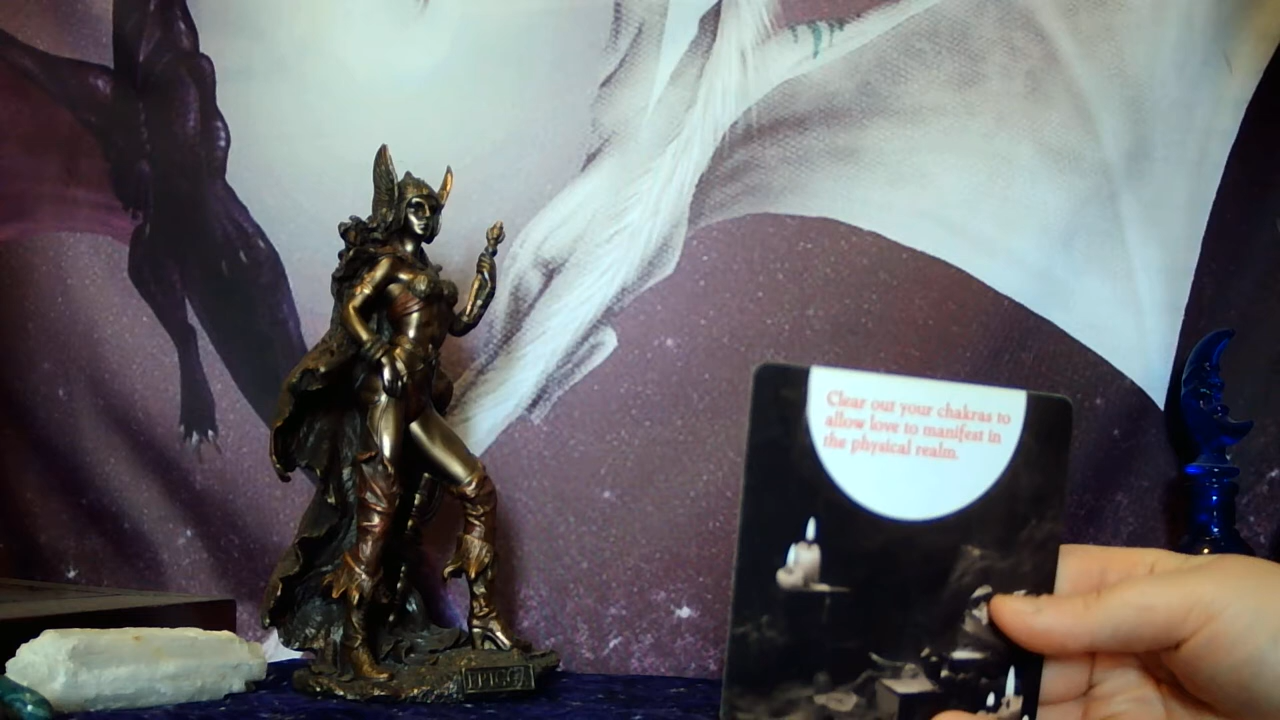 Clear out your chakras to
allow love to manifest in
the physical realm.